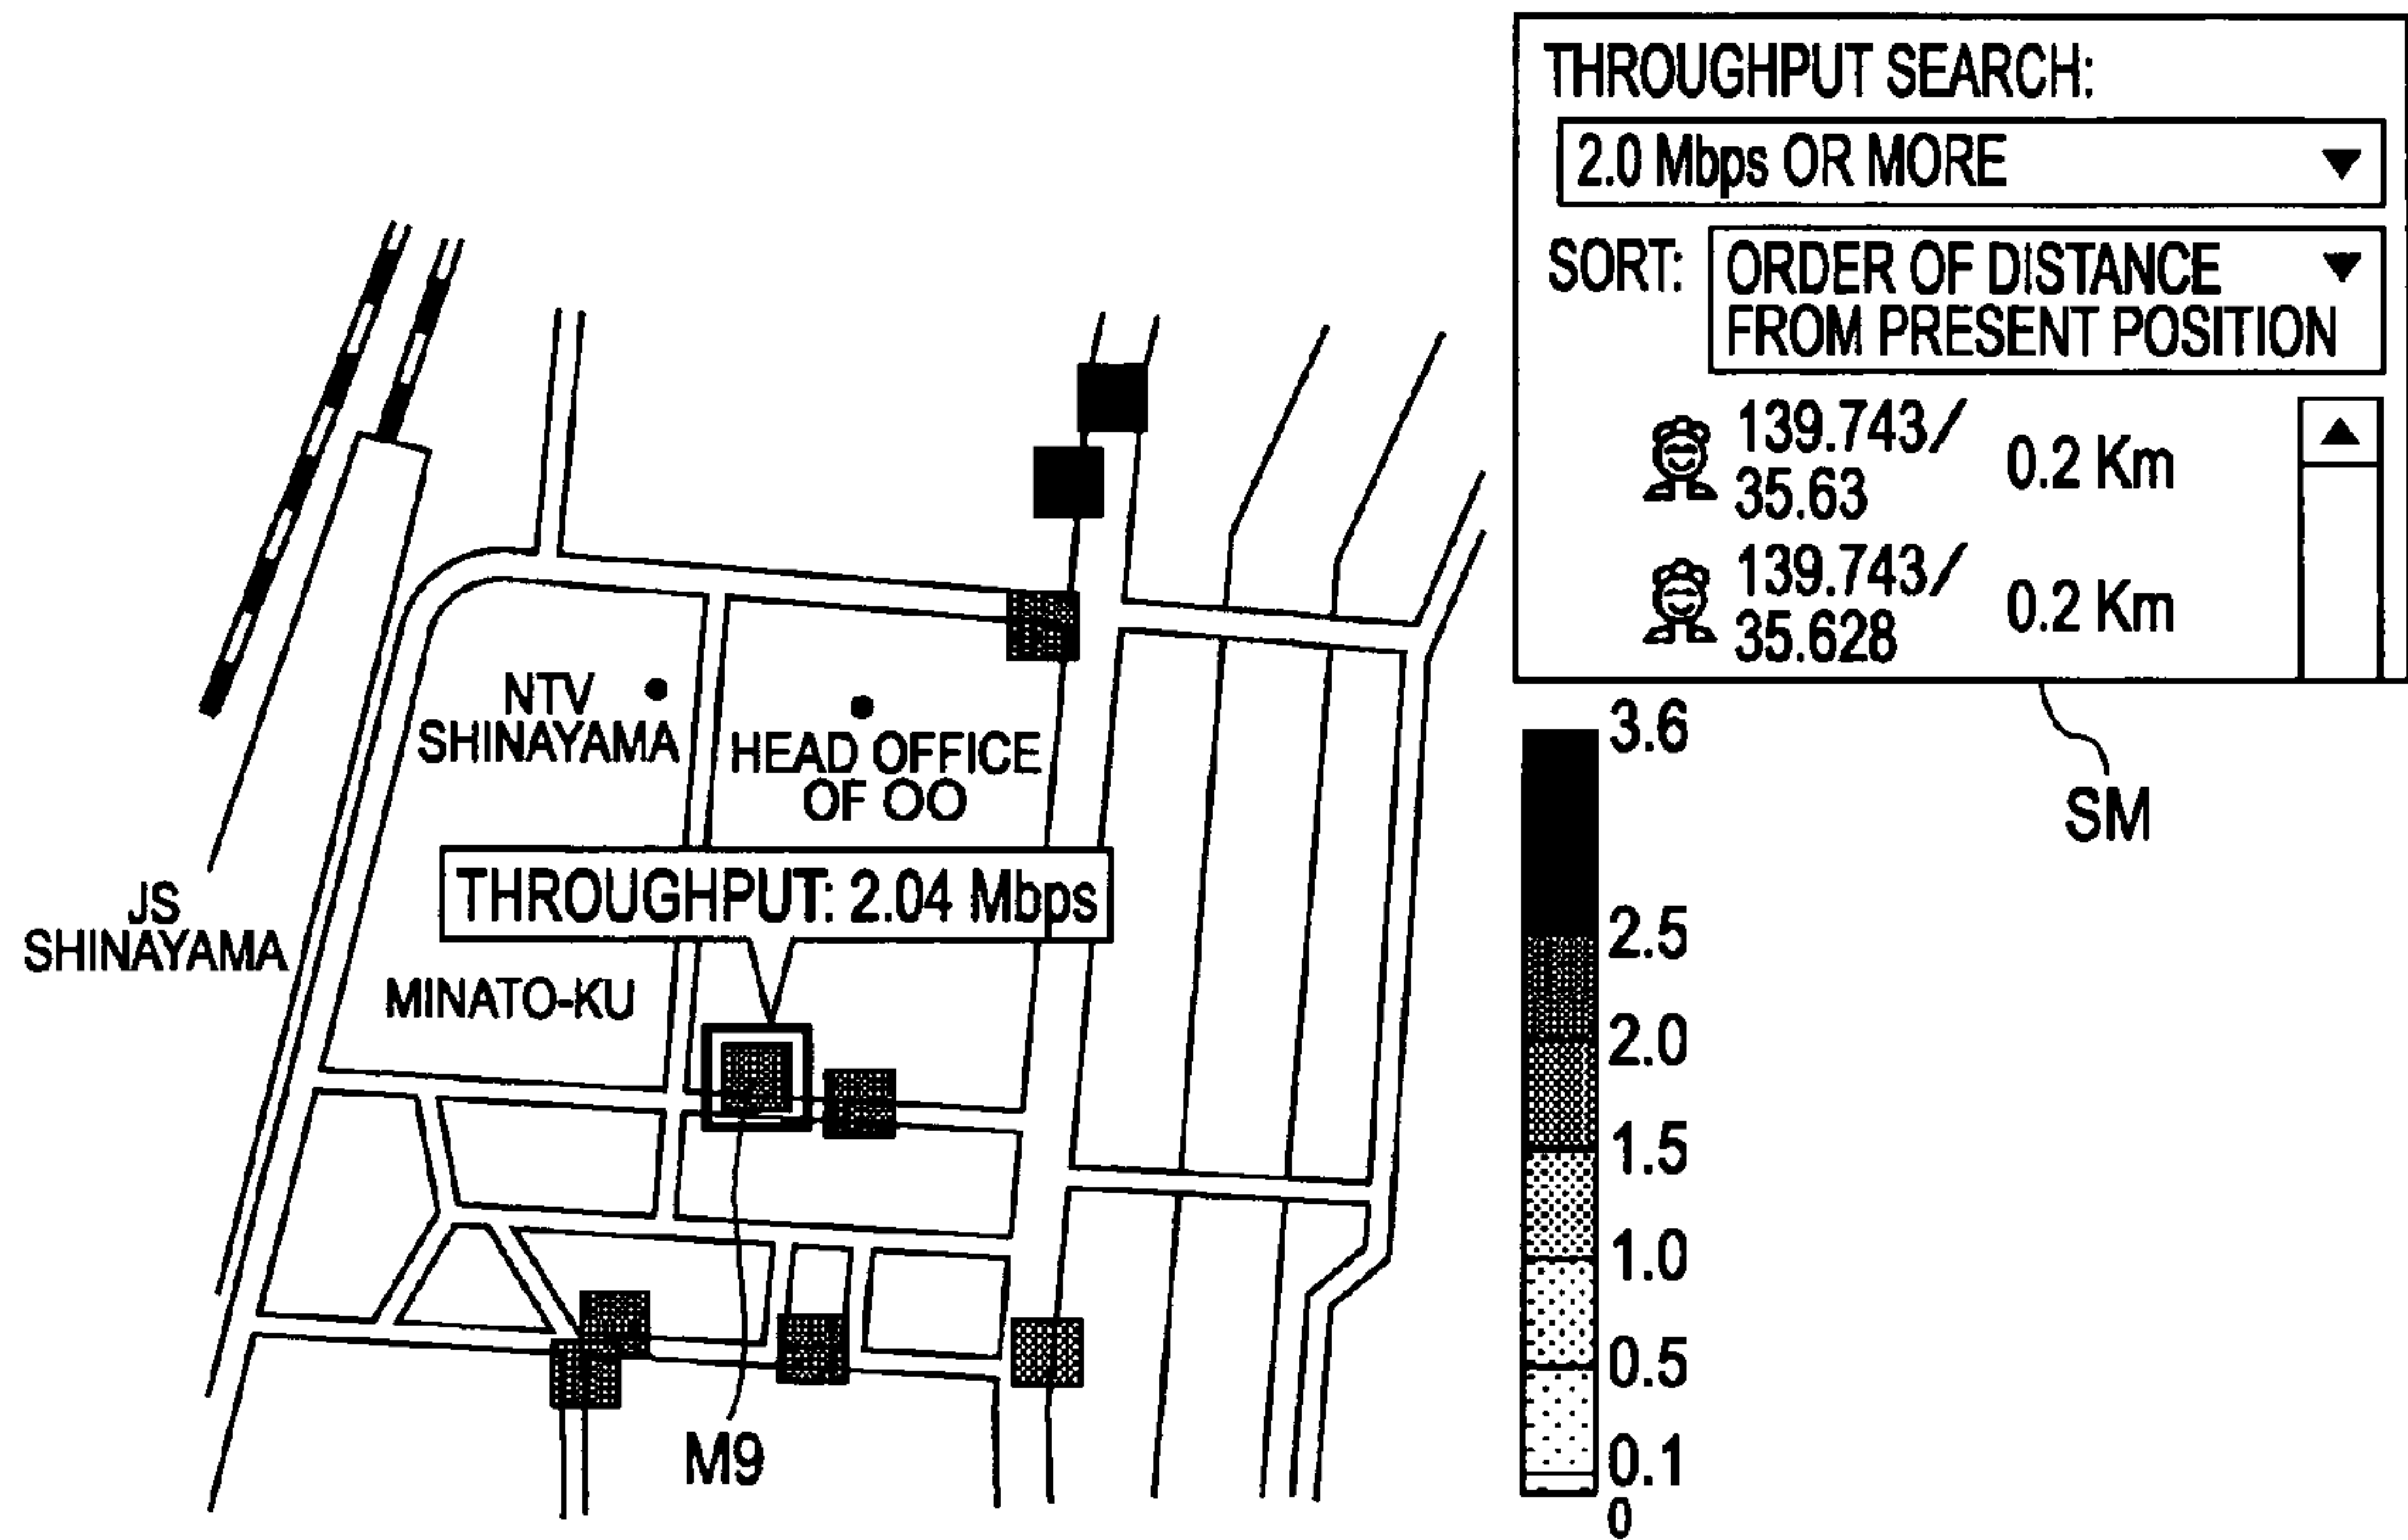 THROUGHPUT SEARCH:
2.0 Mbps OR MORE
SORT:
ORDER OF DISTANCE
FROM PRESENT POSITION
139.743/
35.63
0.2 Km
139.743/
35.628
0.2 Km
SM
NTV
SHINAYAMA
HEAD OFFICE
OF OO
THROUGHPUT: 2.04 Mbps
JS
SHINAYAMA
MINATO-KU
M9
3.6
2.5
2.0
1.5
1.0
0.5
0.1
0